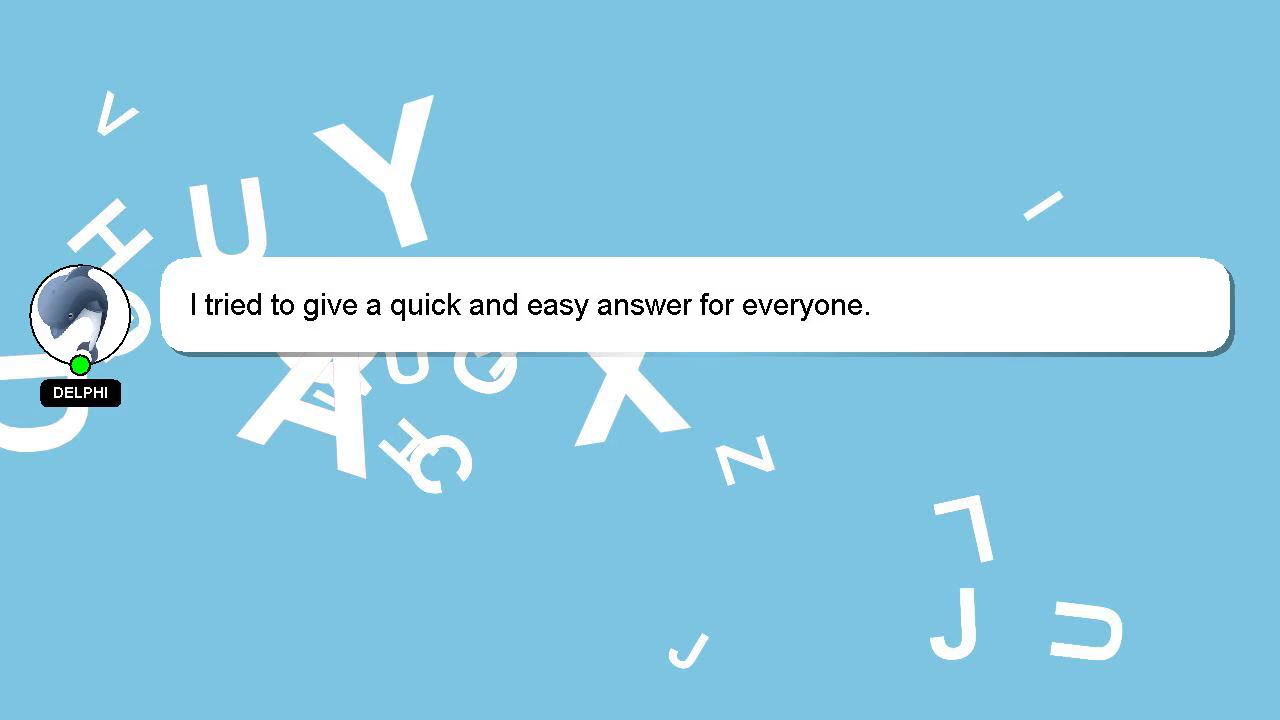 V
Y
H
U
I
I tried to give a quick and easy answer for everyone.
DELPHI
A
U
G
X
H
C
N
L
J
U
J